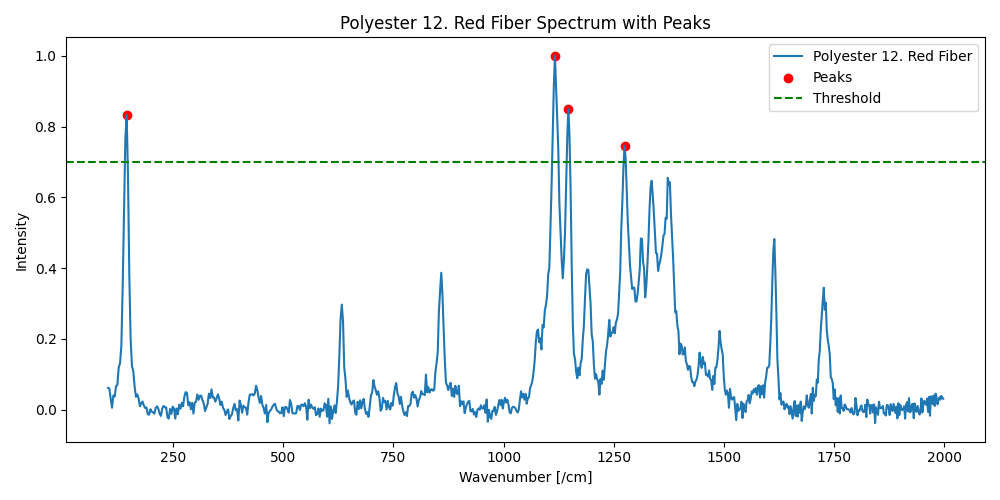 Polyester 12. Red Fiber Spectrum with Peaks
Polyester 12. Red Fiber
Peaks
Threshold
Intensity
1.0
0.8
0.6
0.4
0.2
0.0
250 500 750 1000 1250 1500 1750 2000
Wavenumber [/cm]